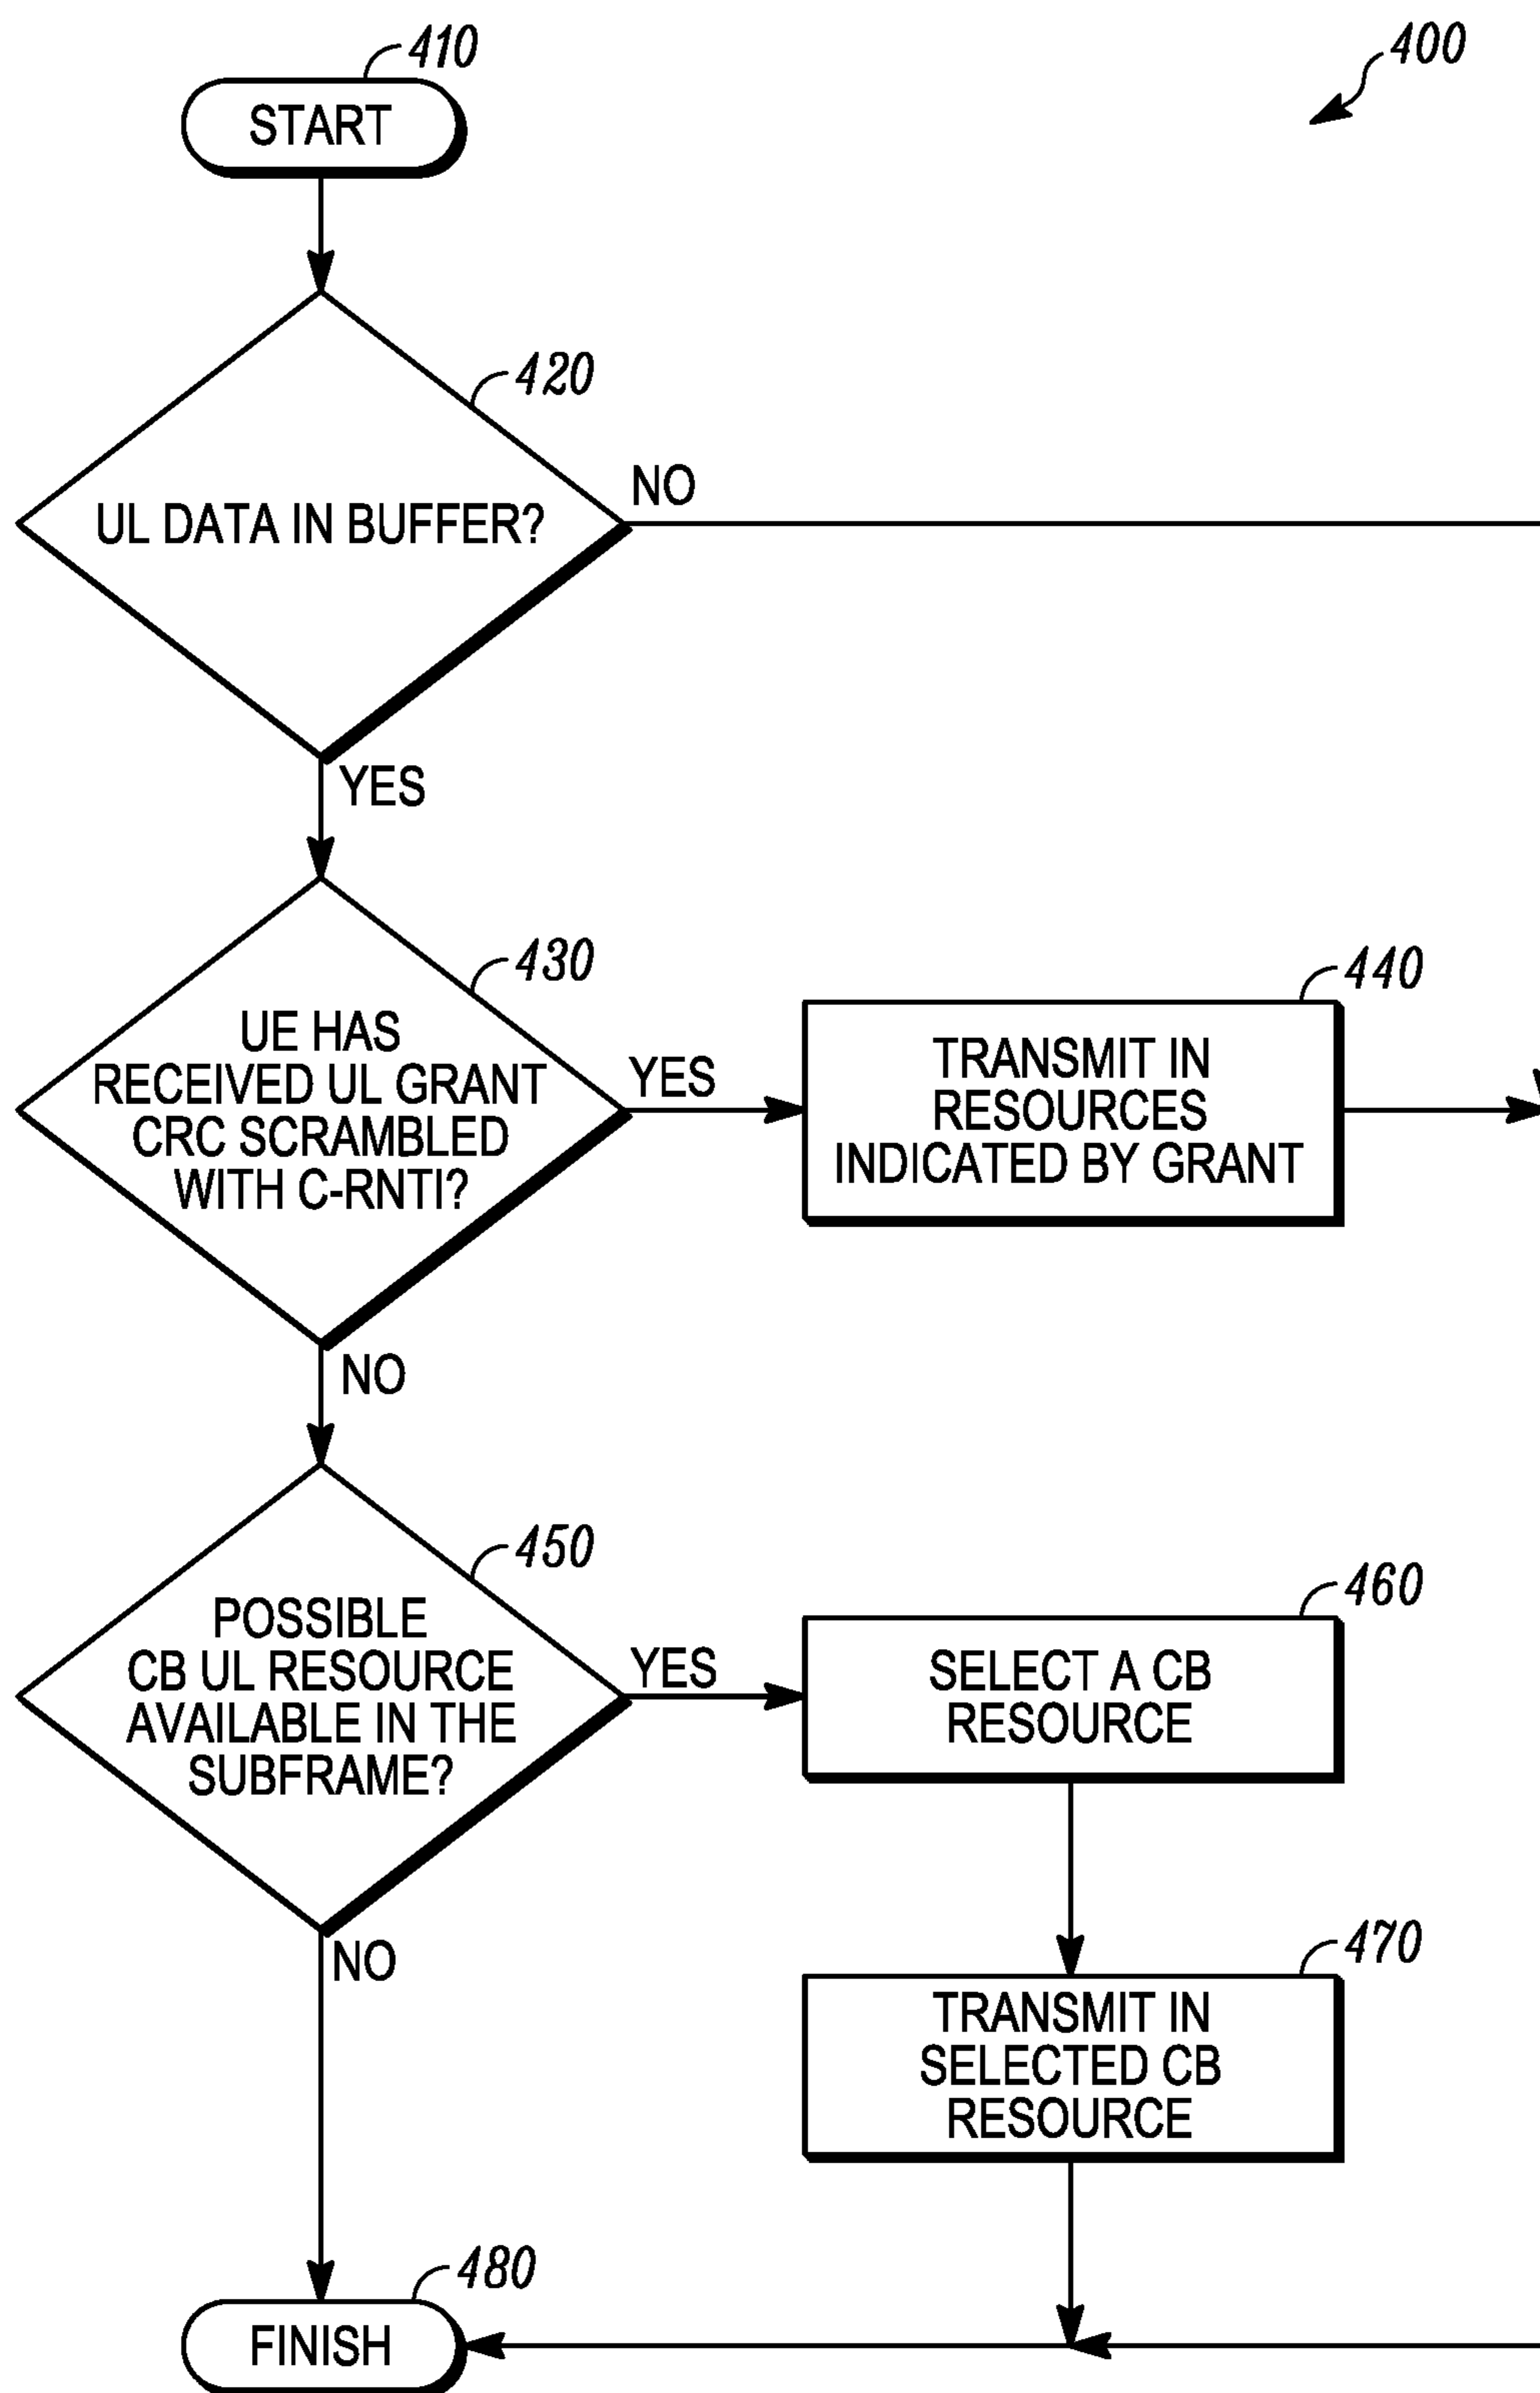 410
400
START
420
NO
UL DATA IN BUFFER?
YES
430
440
UE HAS
RECEIVED UL GRANT
CRC SCRAMBLED
WITH C-RNTI?
YES
TRANSMIT IN
RESOURCES
INDICATED BY GRANT
NO
450
460
POSSIBLE
CB UL RESOURCE
AVAILABLE IN THE
SUBFRAME?
YES
SELECT A CB
RESOURCE
NO
470
TRANSMIT IN
SELECTED CB
RESOURCE
480
FINISH